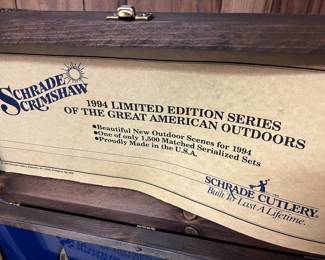 SCHRADE
SCRIMSHAW
1994 LIMITED EDITION SERIES
OF THE GREAT AMERICAN OUTDOORS
•Beautiful New Outdoor Scenes for 1994
•One of only 1,500 Matched Serialized Sets
•Proudly Made in the U.S.A.
SCHRADE CUTLERY.
Built To Last A Lifetime.